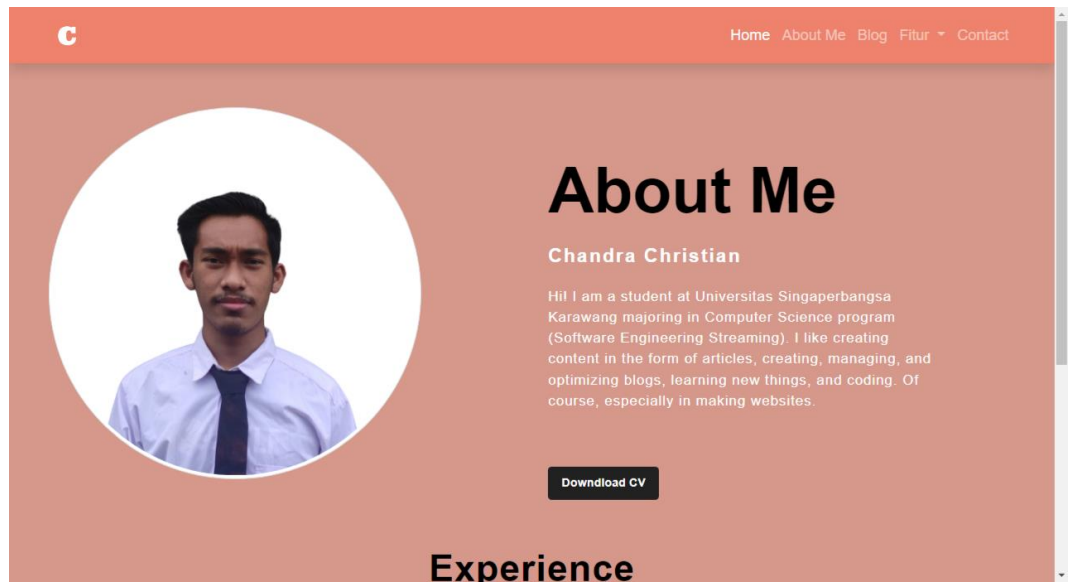 C
Home About Me Blog Fitur Contact
About Me
Chandra Christian
Hi! I am a student at Universitas Singaperbangsa
Karawang majoring in Computer Science program
(Software Engineering Streaming). I like creating
content in the form of articles, creating, managing, and
optimizing blogs, learning new things, and coding. Of
course, especially in making websites.
Downdload CV
Experience